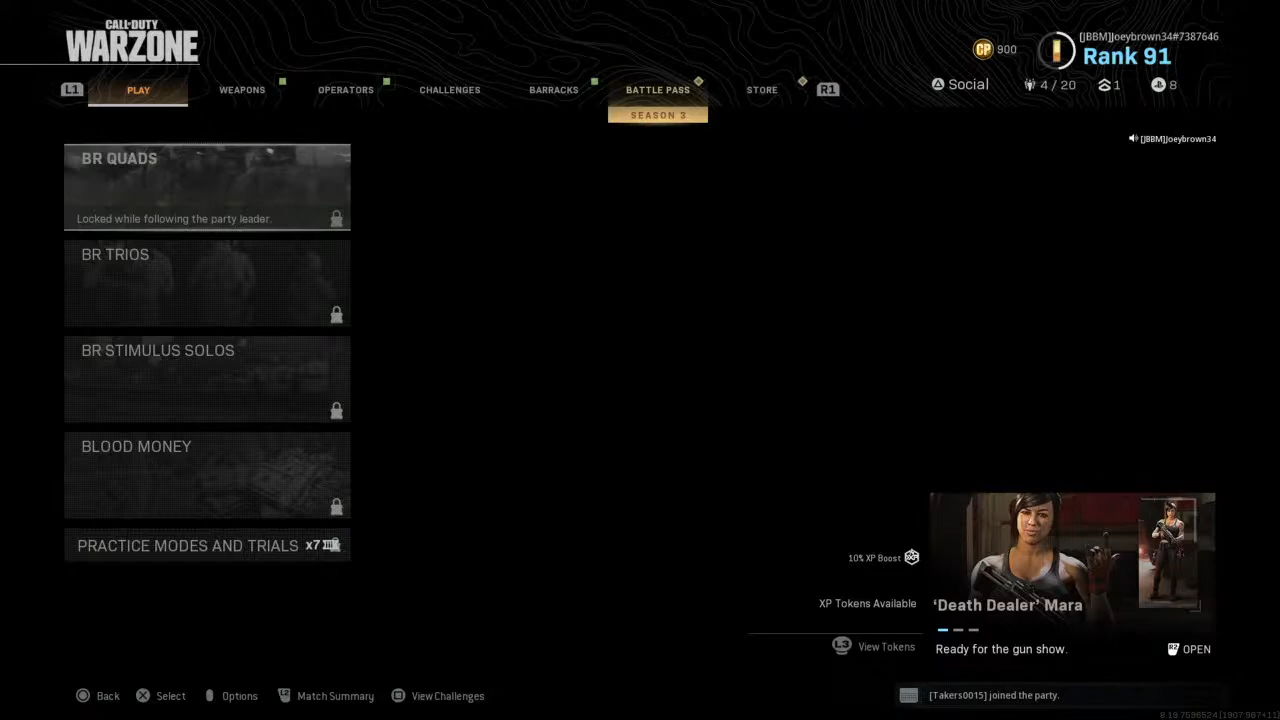 CALL OF DUTY
WARZONE
CP 900
[JBBM]Joeybrown34#7387646
Rank 91
L1
PLAY
WEAPONS
OPERATORS
CHALLENGES
BARRACKS
BATTLE PASS
STORE
R1
SEASON 3
Social
4 / 20
1
8
[JBBM]Joeybrown34
BR QUADS
Locked while following the party leader.
BR TRIOS
BR STIMULUS SOLOS
BLOOD MONEY
PRACTICE MODES AND TRIALS x7
10% XP Boost
XP Tokens Available
L3 View Tokens
'Death Dealer' Mara
Ready for the gun show.
R2 OPEN
Back
Select
Options
L2 Match Summary
View Challenges
[Takers0015] joined the party.